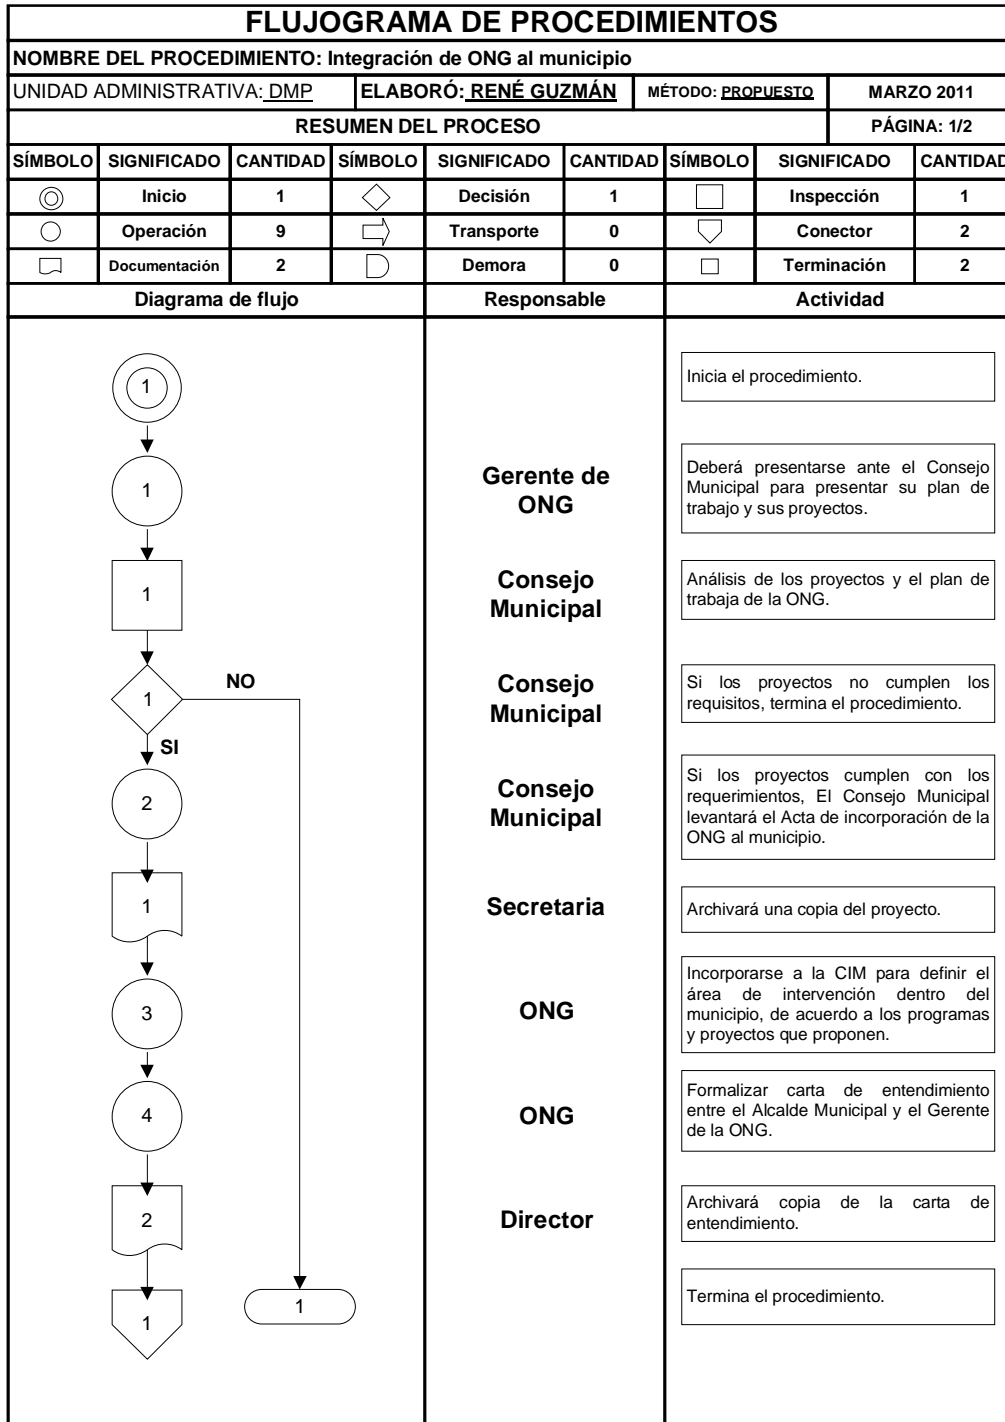 FLUJOGRAMA DE PROCEDIMIENTOS
NOMBRE DEL PROCEDIMIENTO: Integración de ONG al municipio
UNIDAD ADMINISTRATIVA: DMP ELABORÓ: RENÉ GUZMÁN MÉTODO: PROPUESTO MARZO 2011
RESUMEN DEL PROCESO PÁGINA: 1/2
SÍMBOLO SIGNIFICADO CANTIDAD SÍMBOLO SIGNIFICADO CANTIDAD SÍMBOLO SIGNIFICADO CANTIDAD
Inicio 1 Decisión 1 Inspección 1
Operación 9 Transporte 0 Conector 2
Documentación 2 Demora 0 Terminación 2
Diagrama de flujo Responsable Actividad
1
Inicia el procedimiento.
1
Gerente de
ONG
Deberá presentarse ante el Consejo
Municipal para presentar su plan de
trabajo y sus proyectos.
1
Consejo
Municipal
Análisis de los proyectos y el plan de
trabaja de la ONG.
1
NO
SI
Consejo
Municipal
Si los proyectos no cumplen los
requisitos, termina el procedimiento.
2
Consejo
Municipal
Si los proyectos cumplen con los
requerimientos, El Consejo Municipal
levantará el Acta de incorporación de la
ONG al municipio.
1
Secretaria
Archivará una copia del proyecto.
3
ONG
Incorporarse a la CIM para definir el
área de intervención dentro del
municipio, de acuerdo a los programas
y proyectos que proponen.
4
ONG
Formalizar carta de entendimiento
entre el Alcalde Municipal y el Gerente
de la ONG.
2
Director
Archivará copia de la carta de
entendimiento.
1
1
Termina el procedimiento.